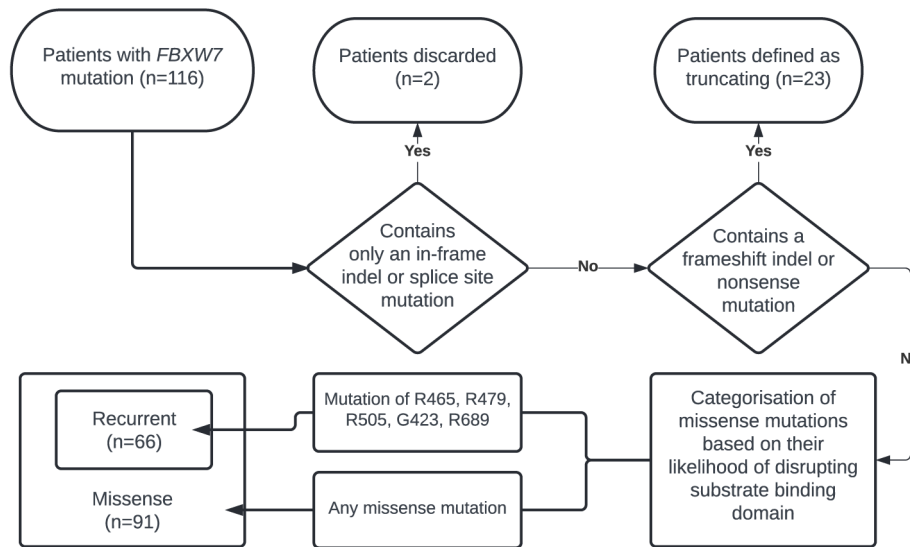 Patients with FBXW7
mutation (n=116)
Patients discarded
(n=2)
Patients defined as
truncating (n=23)
Yes
Yes
Contains
only an in-frame
indel or splice site
mutation
No
Contains a
frameshift indel or
nonsense
mutation
N
Recurrent
(n=66)
Missense
(n=91)
Mutation of R465, R479,
R505, G423, R689
Any missense mutation
Categorisation of
missense mutations
based on their
likelihood of disrupting
substrate binding
domain